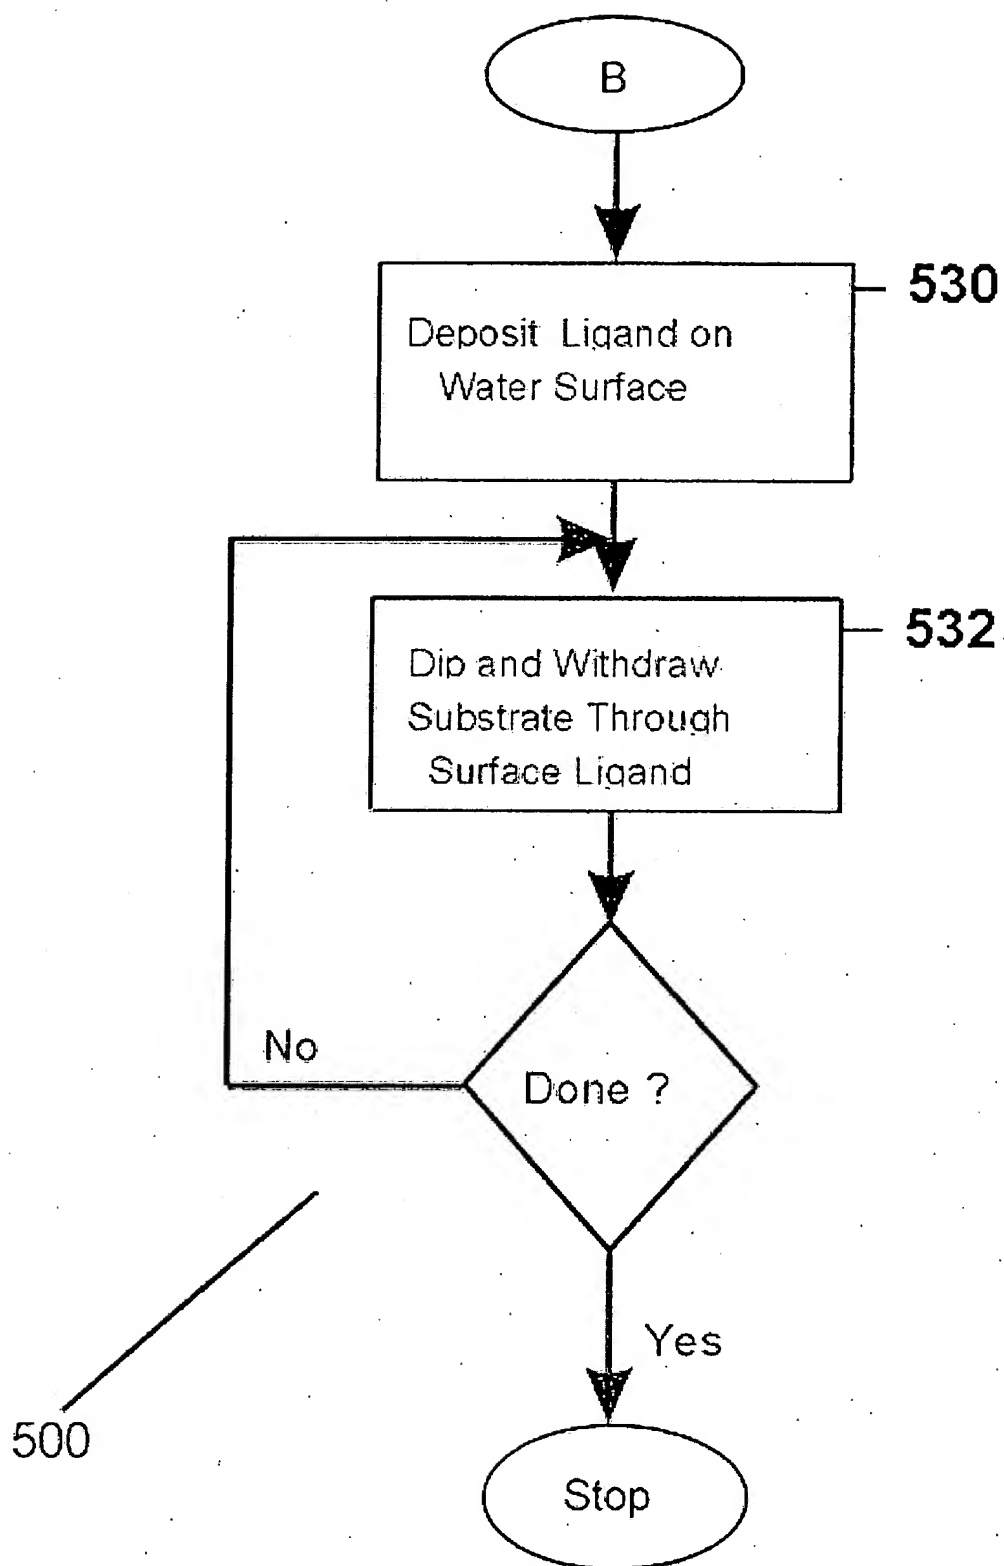 B
530
Deposit Ligand on
Water Surface
532
Dip and Withdraw
Substrate Through
Surface Ligand
No
Done ?
Yes
500
Stop